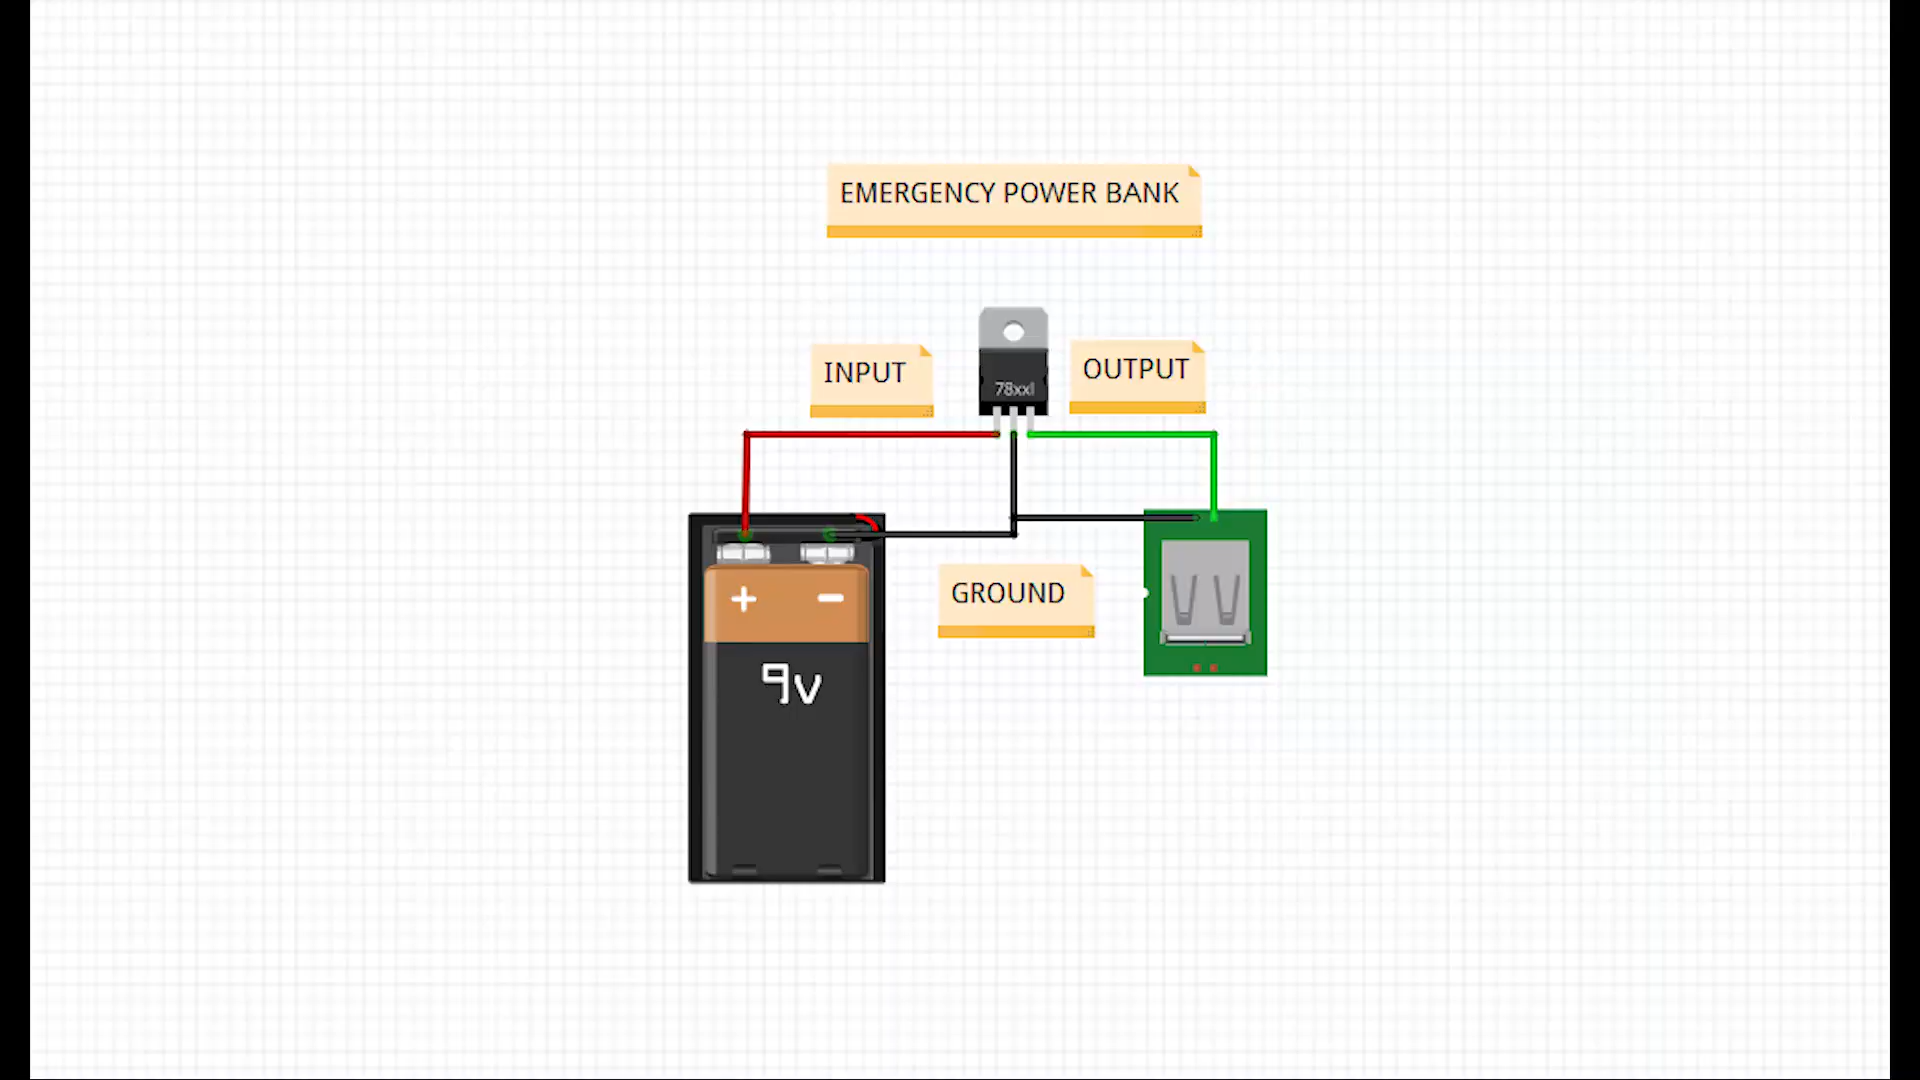 EMERGENCY POWER BANK
INPUT
OUTPUT
78xxl
GROUND
+ −
9v